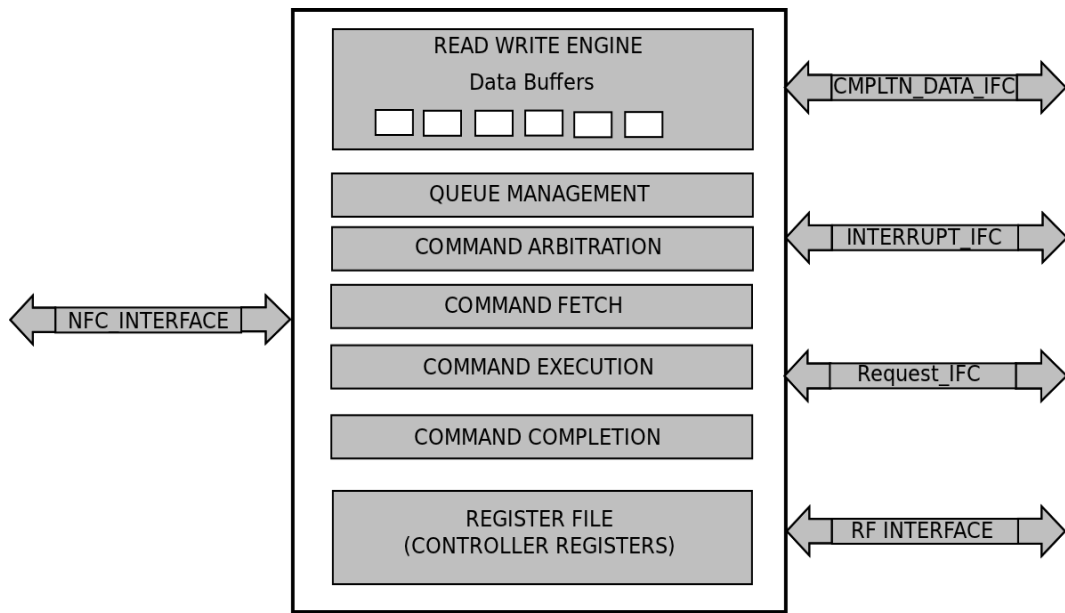 READ WRITE ENGINE
Data Buffers
CMPLTN_DATA_IFC
QUEUE MANAGEMENT
COMMAND ARBITRATION
INTERRUPT_IFC
COMMAND FETCH
NFC_INTERFACE
COMMAND EXECUTION
Request_IFC
COMMAND COMPLETION
REGISTER FILE
(CONTROLLER REGISTERS)
RF INTERFACE